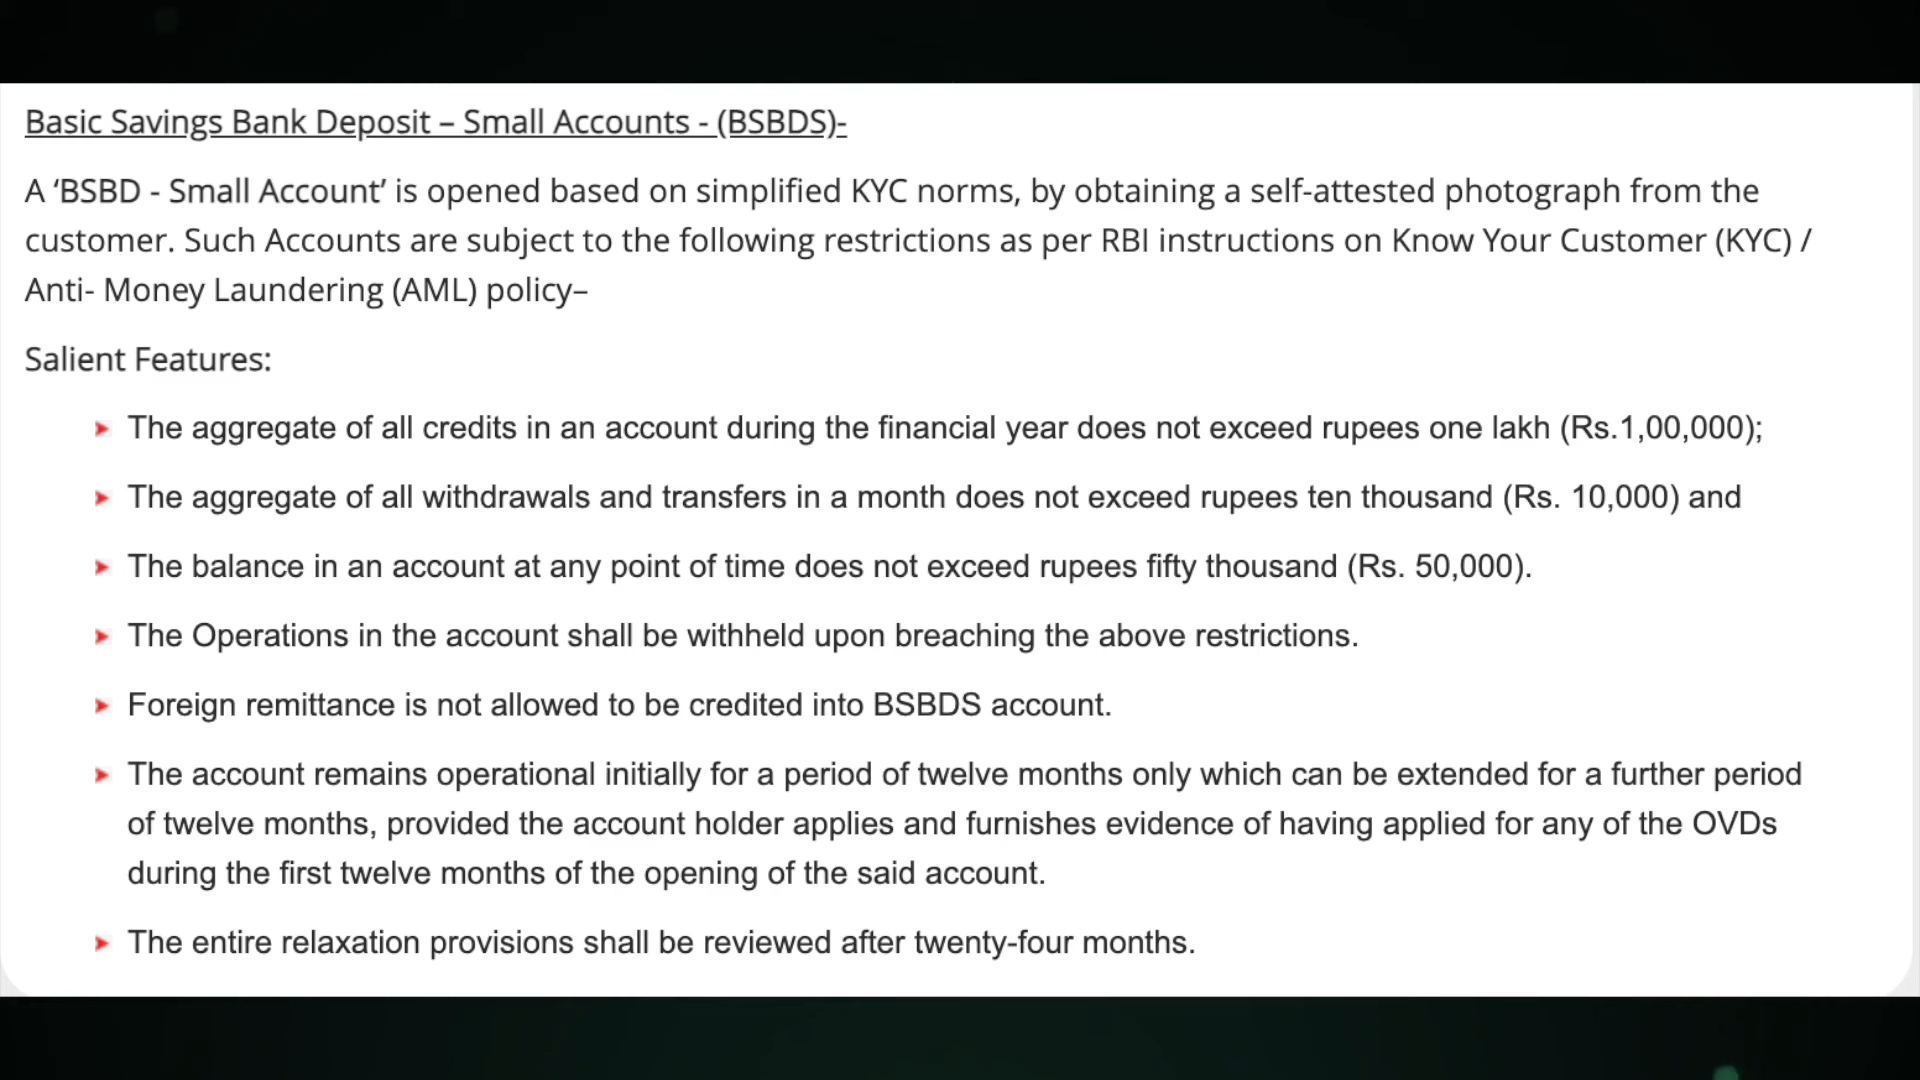 Basic Savings Bank Deposit – Small Accounts - (BSBDS)-
A ‘BSBD - Small Account’ is opened based on simplified KYC norms, by obtaining a self-attested photograph from the
customer. Such Accounts are subject to the following restrictions as per RBI instructions on Know Your Customer (KYC) /
Anti- Money Laundering (AML) policy–
Salient Features:
The aggregate of all credits in an account during the financial year does not exceed rupees one lakh (Rs.1,00,000);
The aggregate of all withdrawals and transfers in a month does not exceed rupees ten thousand (Rs. 10,000) and
The balance in an account at any point of time does not exceed rupees fifty thousand (Rs. 50,000).
The Operations in the account shall be withheld upon breaching the above restrictions.
Foreign remittance is not allowed to be credited into BSBDS account.
The account remains operational initially for a period of twelve months only which can be extended for a further period
of twelve months, provided the account holder applies and furnishes evidence of having applied for any of the OVDs
during the first twelve months of the opening of the said account.
The entire relaxation provisions shall be reviewed after twenty-four months.